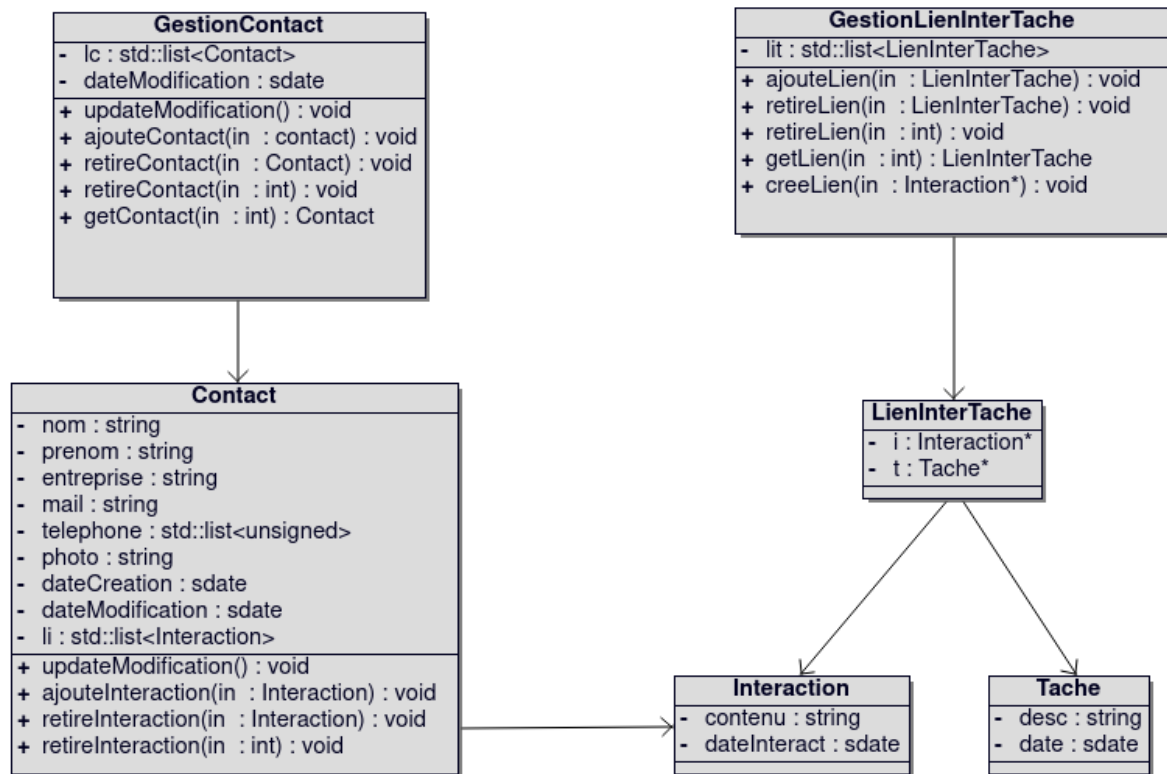 GestionContact
- lc : std::list<Contact>
- dateModification : sdate
+ updateModification() : void
+ ajouteContact(in : contact) : void
+ retireContact(in : Contact) : void
+ retireContact(in : int) : void
+ getContact(in : int) : Contact
GestionLienInterTache
- lit : std::list<LienInterTache>
+ ajouteLien(in : LienInterTache) : void
+ retireLien(in : LienInterTache) : void
+ retireLien(in : int) : void
+ getLien(in : int) : LienInterTache
+ creeLien(in : Interaction*) : void
Contact
- nom : string
- prenom : string
- entreprise : string
- mail : string
- telephone : std::list<unsigned>
- photo : string
- dateCreation : sdate
- dateModification : sdate
- li : std::list<Interaction>
+ updateModification() : void
+ ajouteInteraction(in : Interaction) : void
+ retireInteraction(in : Interaction) : void
+ retireInteraction(in : int) : void
LienInterTache
- i : Interaction*
- t : Tache*
Interaction
- contenu : string
- dateInteract : sdate
Tache
- desc : string
- date : sdate